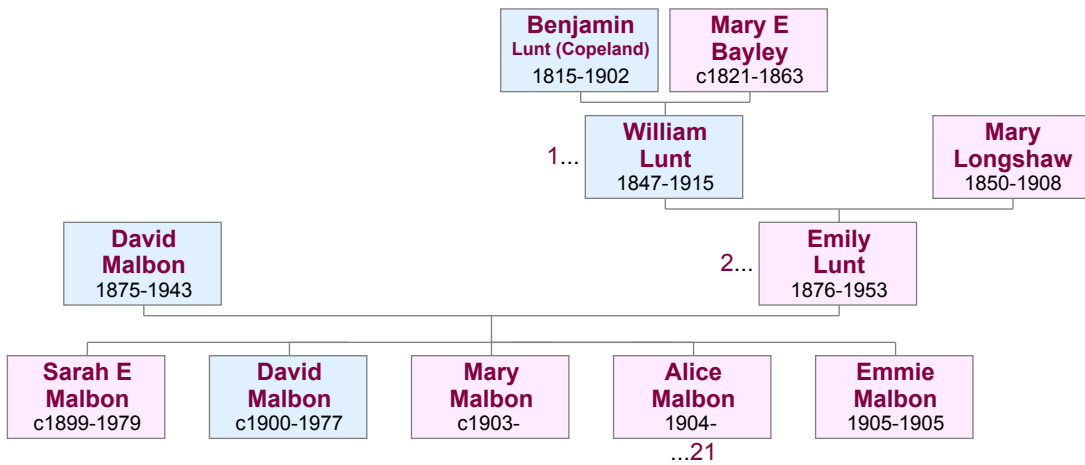 Benjamin
Lunt (Copeland)
1815-1902
Mary E
Bayley
c1821-1863
1...
William
Lunt
1847-1915
Mary
Longshaw
1850-1908
David
Malbon
1875-1943
2...
Emily
Lunt
1876-1953
Sarah E
Malbon
c1899-1979
David
Malbon
c1900-1977
Mary
Malbon
c1903-
Alice
Malbon
1904-
...21
Emmie
Malbon
1905-1905